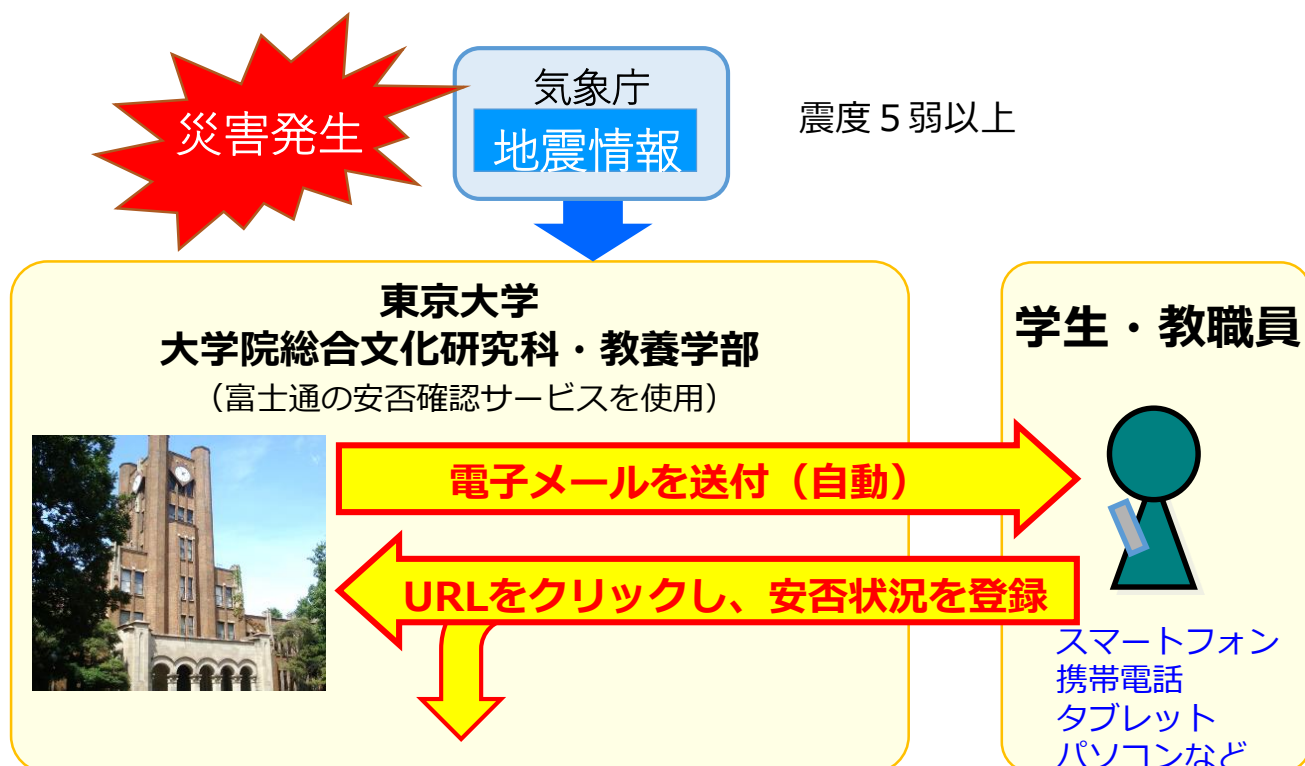 災害発生
気象庁
地震情報
震度５弱以上
東京大学
大学院総合文化研究科・教養学部
（富士通の安否確認サービスを使用）
電子メールを送付（自動）
URLをクリックし、安否状況を登録
学生・教職員
スマートフォン
携帯電話
タブレット
パソコンなど